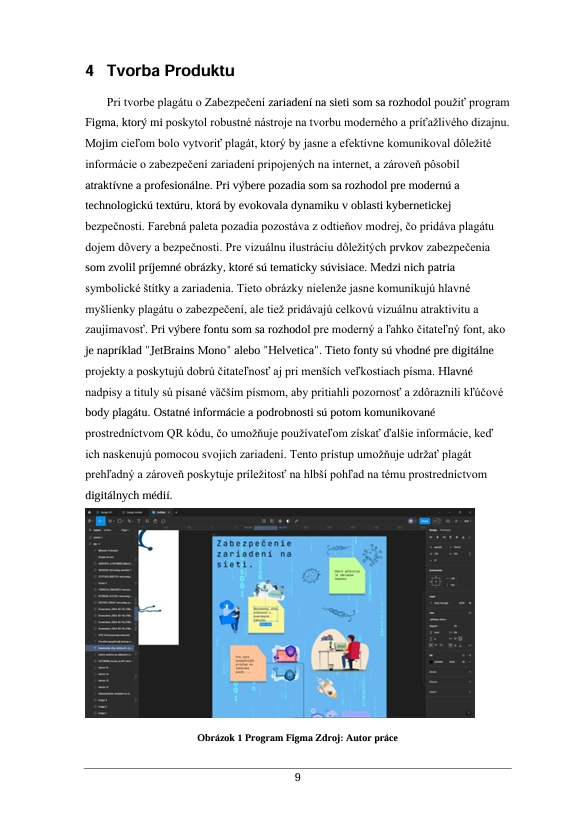 4 Tvorba Produktu
Pri tvorbe plagátu o Zabezpečení zariadení na sieti som sa rozhodol použiť program
Figma, ktorý mi poskytol robustné nástroje na tvorbu moderného a príťažlivého dizajnu.
Mojim cieľom bolo vytvoriť plagát, ktorý by jasne a efektívne komunikoval dôležité
informácie o zabezpečení zariadení pripojených na internet, a zároveň pôsobil
atraktívne a profesionálne. Pri výbere pozadia som sa rozhodol pre modernú a
technologickú textúru, ktorá by evokovala dynamiku v oblasti kybernetickej
bezpečnosti. Farebná paleta pozadia pozostáva z odtieňov modrej, čo pridáva plagátu
dojem dôvery a bezpečnosti. Pre vizuálnu ilustráciu dôležitých prvkov zabezpečenia
som zvolil príjemné obrázky, ktoré sú tematicky súvisiace. Medzi nich patria
symbolické štítky a zariadenia. Tieto obrázky nielenže jasne komunikujú hlavné
myšlienky plagátu o zabezpečení, ale tiež pridávajú celkovú vizuálnu atraktivitu a
zaujímavosť. Pri výbere fontu som sa rozhodol pre moderný a ľahko čitateľný font, ako
je napríklad "JetBrains Mono" alebo "Helvetica". Tieto fonty sú vhodné pre digitálne
projekty a poskytujú dobrú čitateľnosť aj pri menších veľkostiach písma. Hlavné
nadpisy a tituly sú písané väčším písmom, aby pritiahli pozornosť a zdôraznili kľúčové
body plagátu. Ostatné informácie a podrobnosti sú potom komunikované
prostredníctvom QR kódu, čo umožňuje používateľom získať ďalšie informácie, keď
ich naskenujú pomocou svojich zariadení. Tento prístup umožňuje udržať plagát
prehľadný a zároveň poskytuje príležitosť na hlbší pohľad na tému prostredníctvom
digitálnych médií.
Zabezpečenie
zariadení na
sieti.
Obrázok 1 Program Figma Zdroj: Autor práce
9